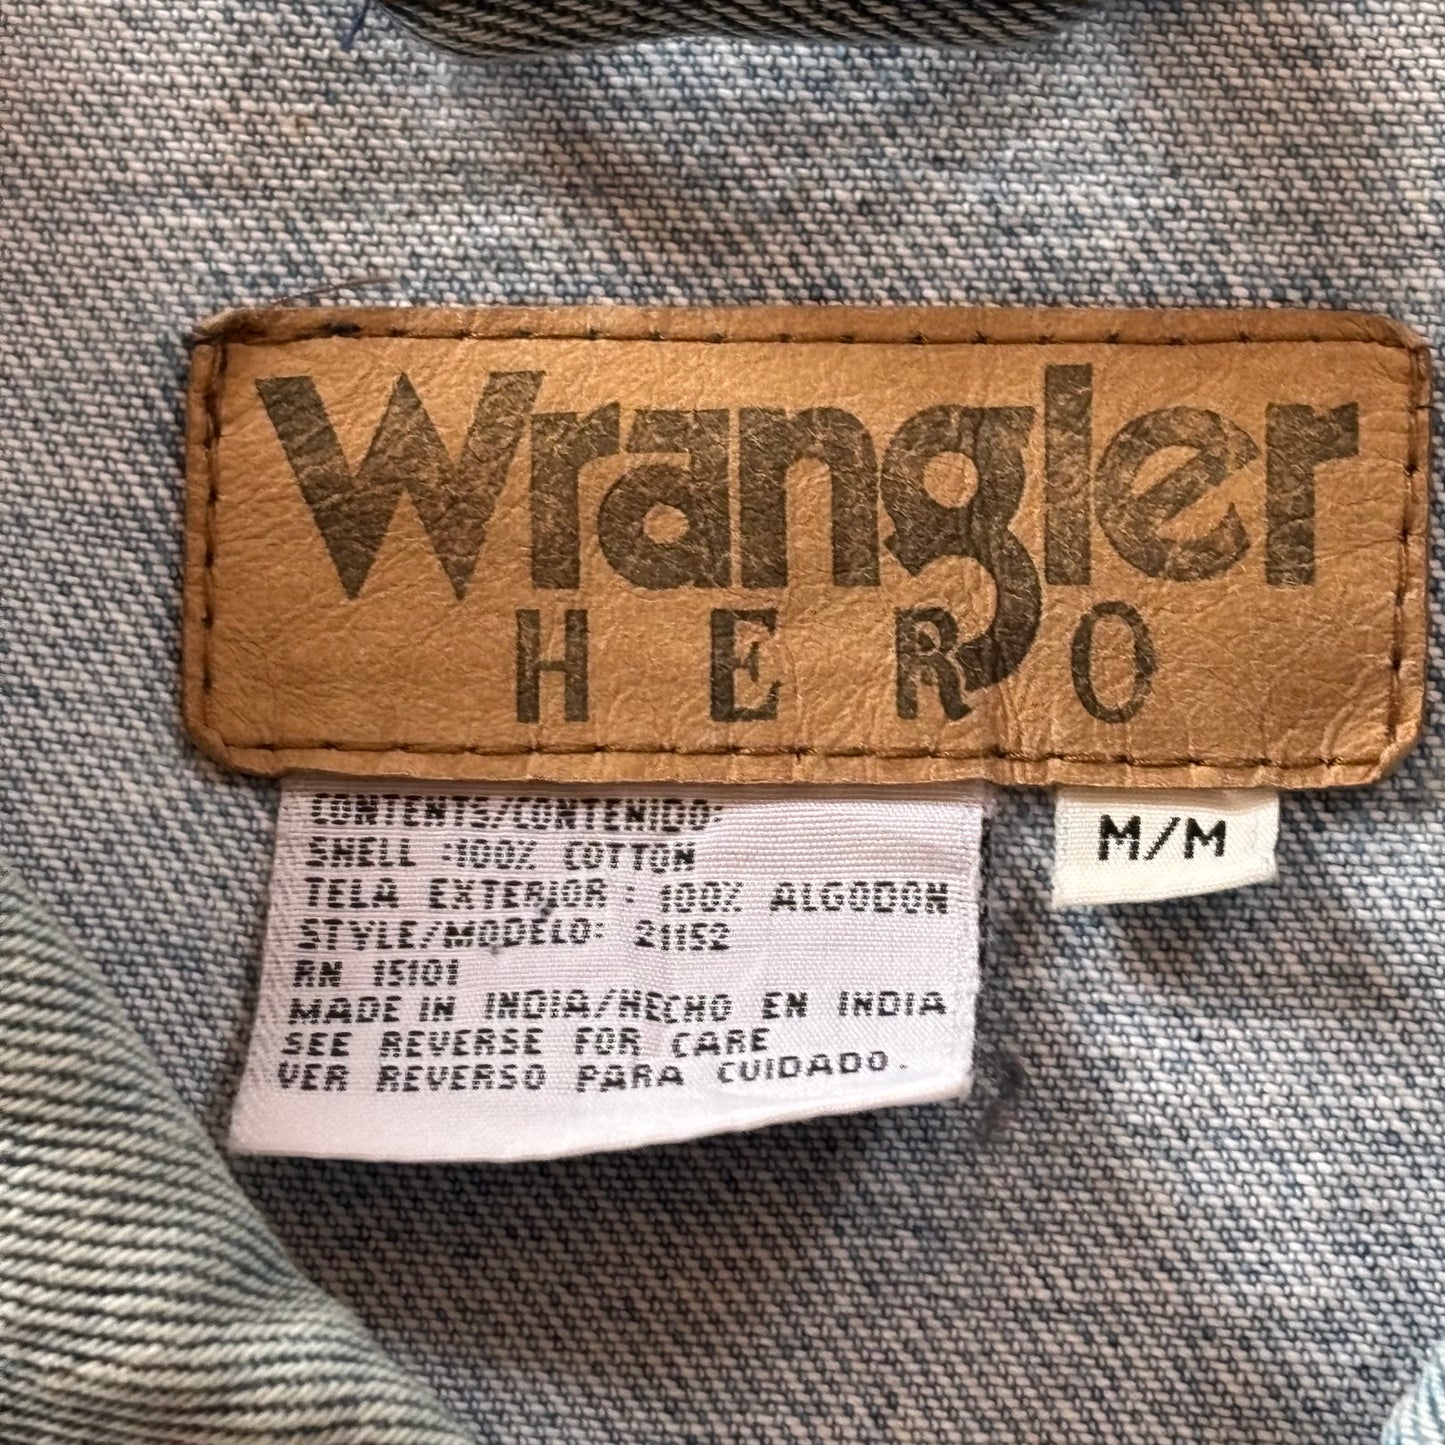 Wrangler
HERO
CONTENTS/CONTENIDO:
SHELL :100% COTTON
TELA EXTERIOR : 100% ALGODON
STYLE/MODELO: 21152
RN 15101
MADE IN INDIA/HECHO EN INDIA
SEE REVERSE FOR CARE
VER REVERSO PARA CUIDADO.
M/M